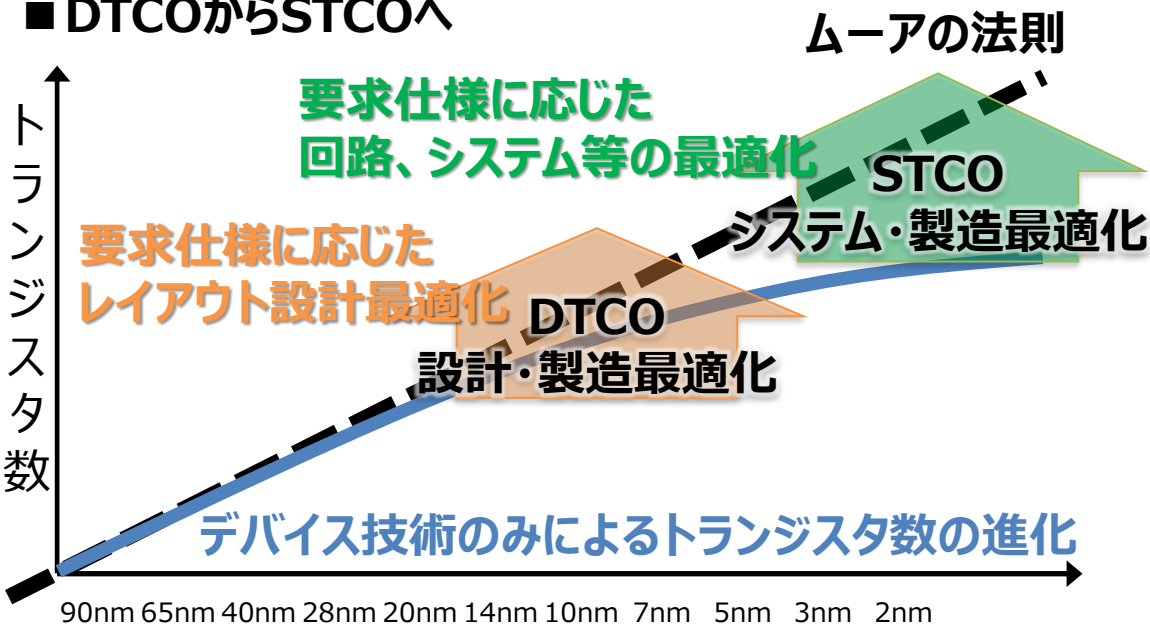 ■ DTCOからSTCOへ
ムーアの法則
トランジスタ数
要求仕様に応じた
回路、システム等の最適化
STCO
システム・製造最適化
要求仕様に応じた
レイアウト設計最適化
DTCO
設計・製造最適化
デバイス技術のみによるトランジスタ数の進化
90nm 65nm 40nm 28nm 20nm 14nm 10nm 7nm 5nm 3nm 2nm